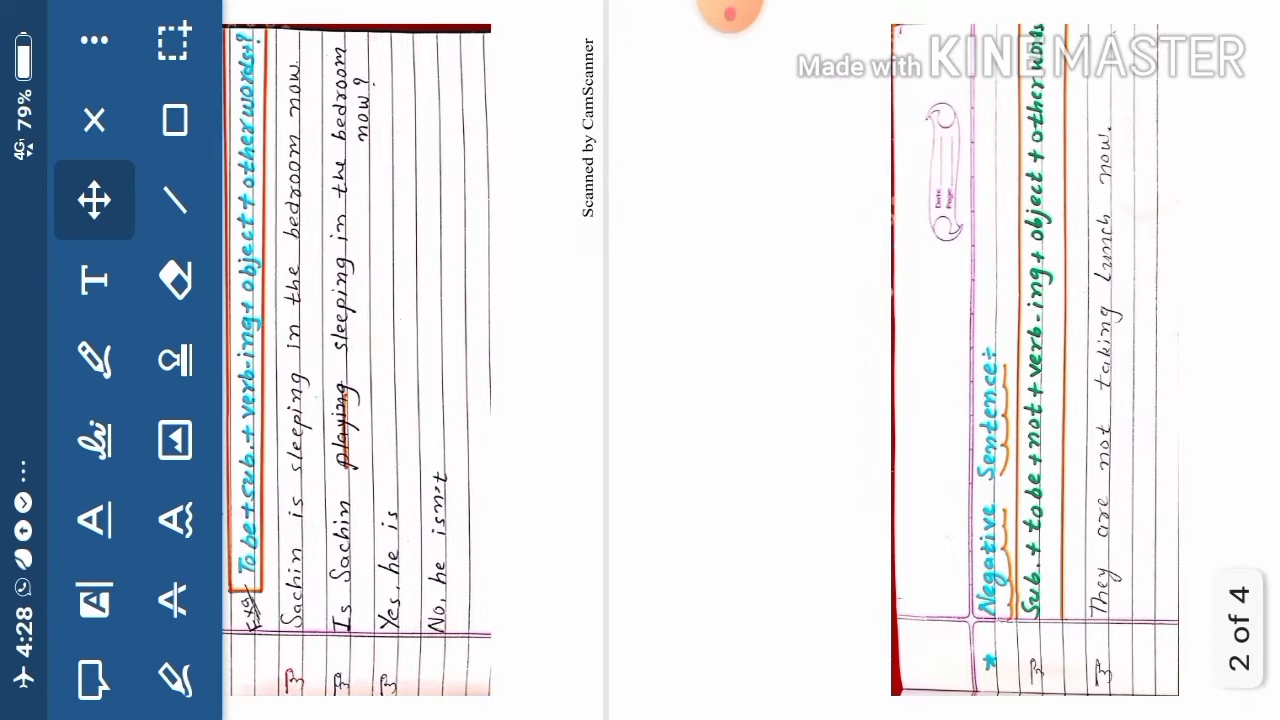 4:28
4G 79%
Exa
To be + sub. + verb-ing + object + other words+?
Sachin is sleeping in the bedroom now.
Is Sachin playing sleeping in the bedroom
now?
Yes, he is
No, he isn't
Scanned by CamScanner
Made with KINEMASTER
Date
Page
* Negative Sentence:-
Sub. + to be + not + verb-ing + object + other words
They are not taking Lunch now.
2 of 4